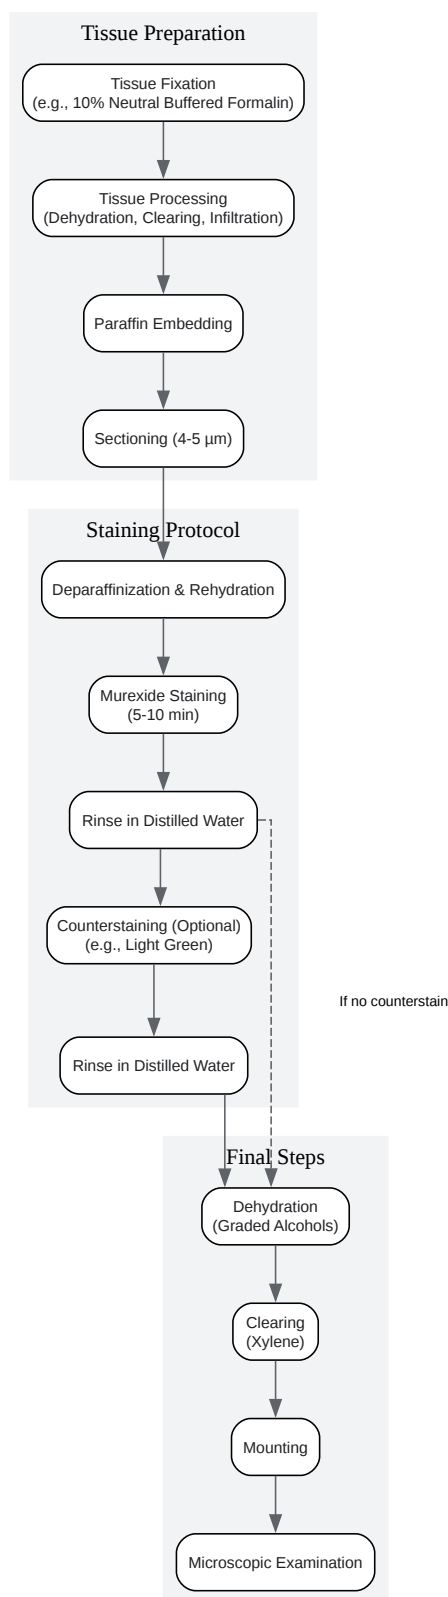 Tissue Preparation
Tissue Fixation
(e.g., 10% Neutral Buffered Formalin)
Tissue Processing
(Dehydration, Clearing, Infiltration)
Paraffin Embedding
Sectioning (4-5 µm)
Staining Protocol
Deparaffinization & Rehydration
Murexide Staining
(5-10 min)
Rinse in Distilled Water
Counterstaining (Optional)
(e.g., Light Green)
If no counterstain
Rinse in Distilled Water
Final Steps
Dehydration
(Graded Alcohols)
Clearing
(Xylene)
Mounting
Microscopic Examination